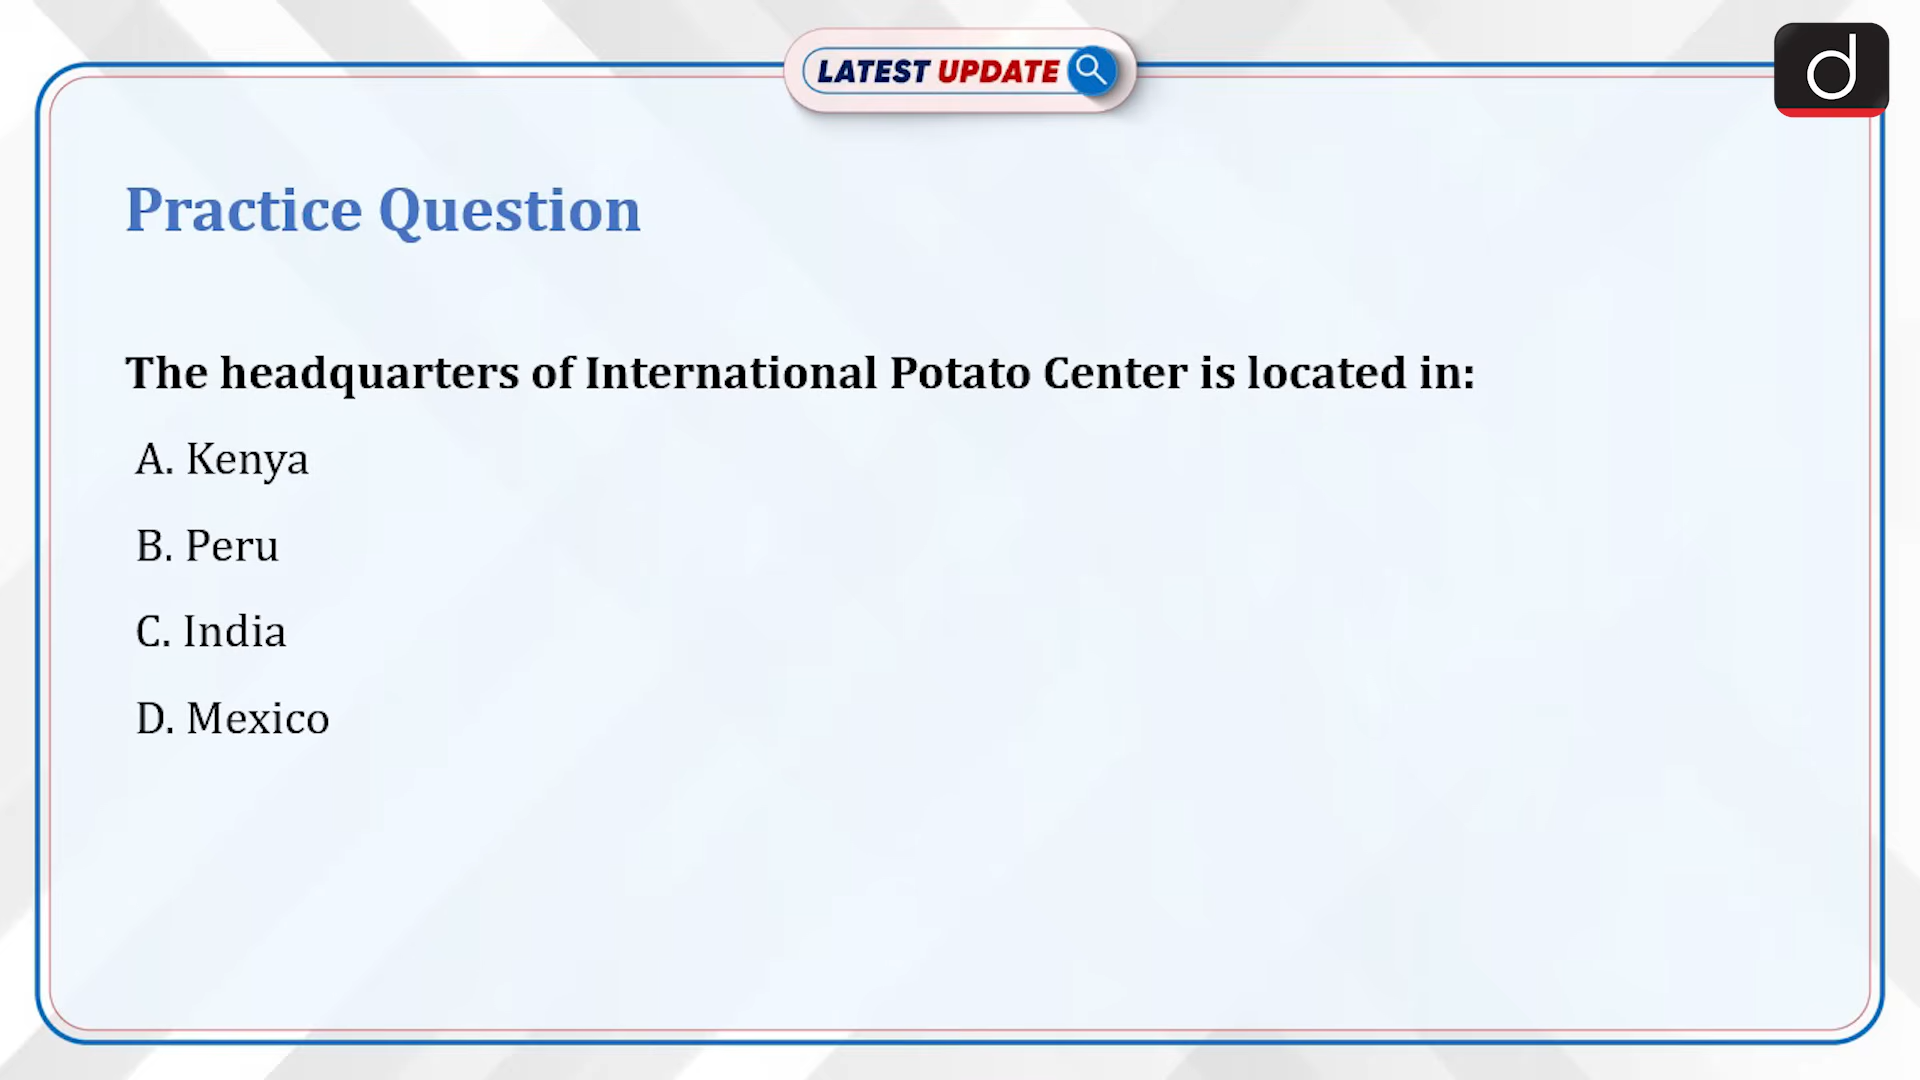 LATEST UPDATE
d
Practice Question
The headquarters of International Potato Center is located in:
A. Kenya
B. Peru
C. India
D. Mexico